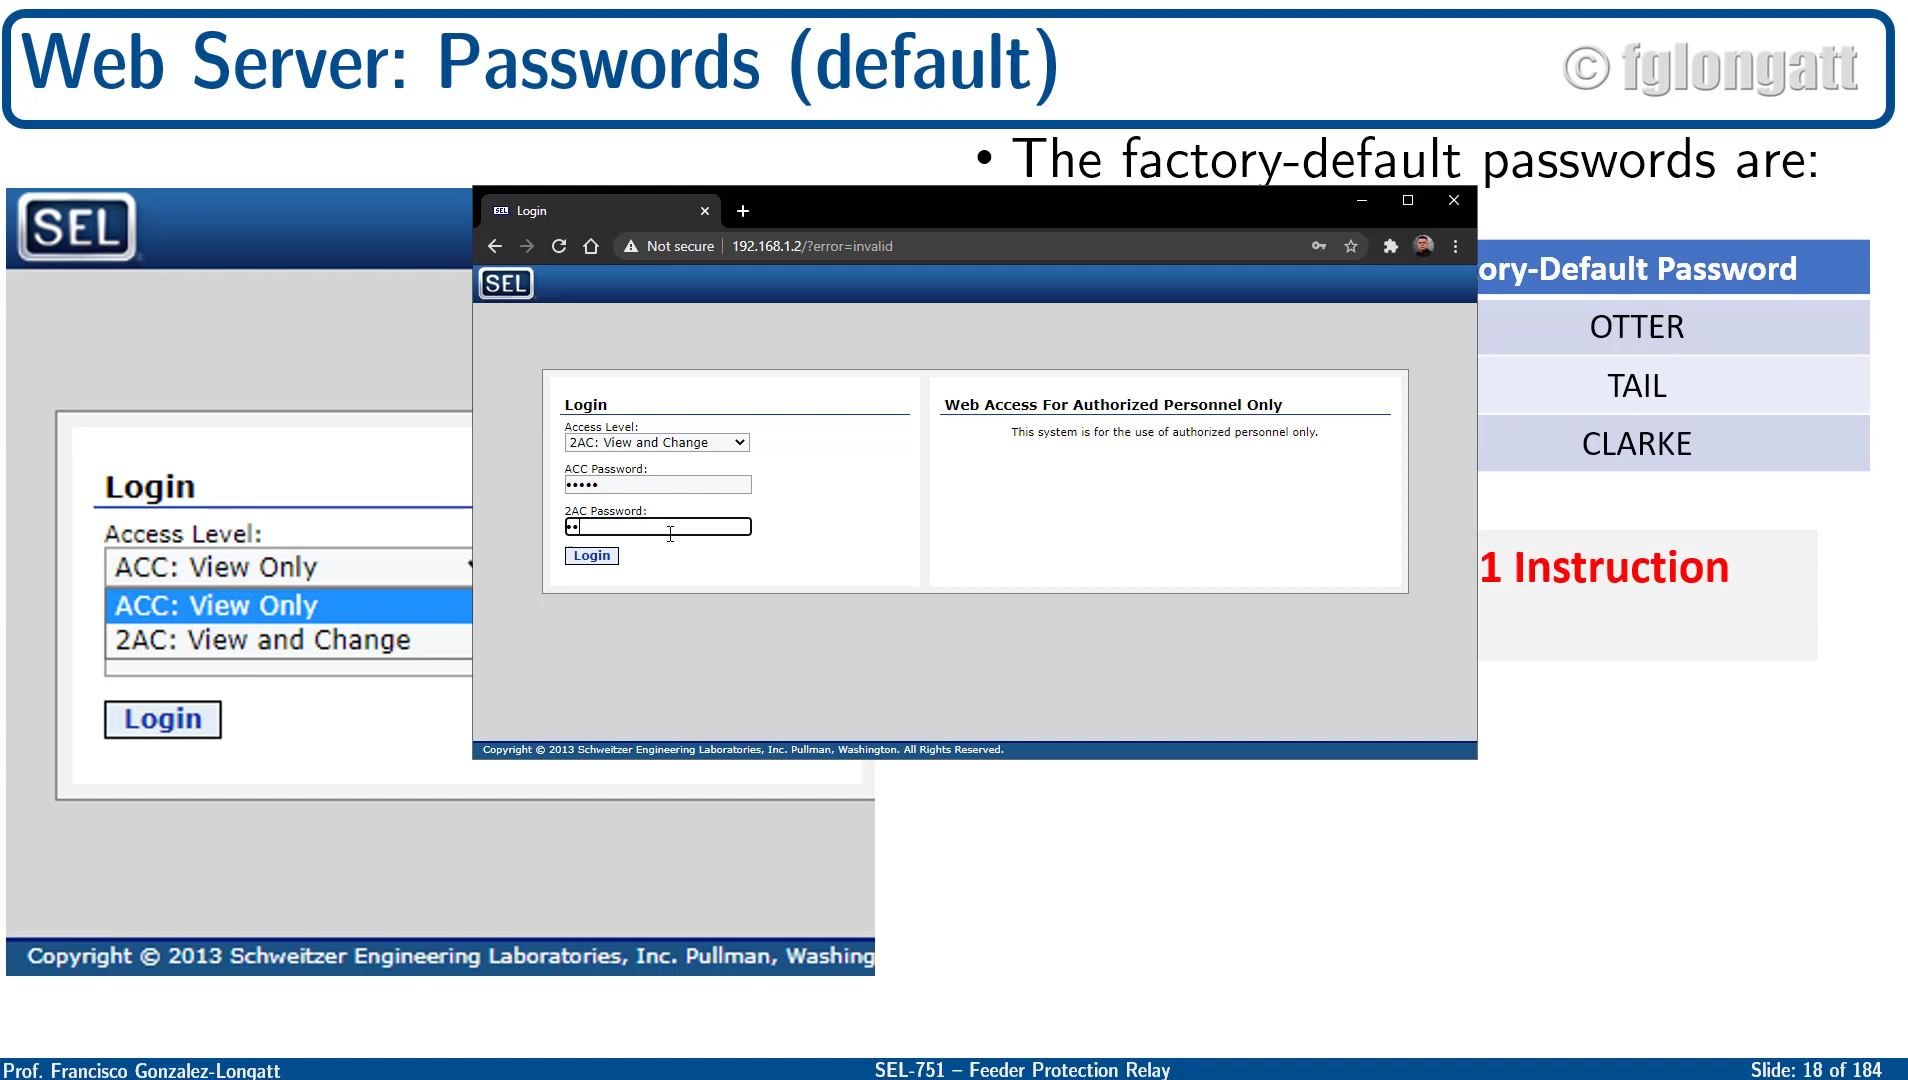 Web Server: Passwords (default)
© fglongatt
• The factory-default passwords are:
SEL
Login
Access Level:
ACC: View Only
ACC: View Only
2AC: View and Change
Login
Copyright © 2013 Schweitzer Engineering Laboratories, Inc. Pullman, Washing
SEL Login
Not secure
192.168.1.2/?error=invalid
SEL
Login
Access Level:
2AC: View and Change
ACC Password:
•••••
2AC Password:
••
Login
Web Access For Authorized Personnel Only
This system is for the use of authorized personnel only.
Copyright © 2013 Schweitzer Engineering Laboratories, Inc. Pullman, Washington. All Rights Reserved.
ory-Default Password
OTTER
TAIL
CLARKE
1 Instruction
Prof. Francisco Gonzalez-Longatt
SEL-751 – Feeder Protection Relay
Slide: 18 of 184